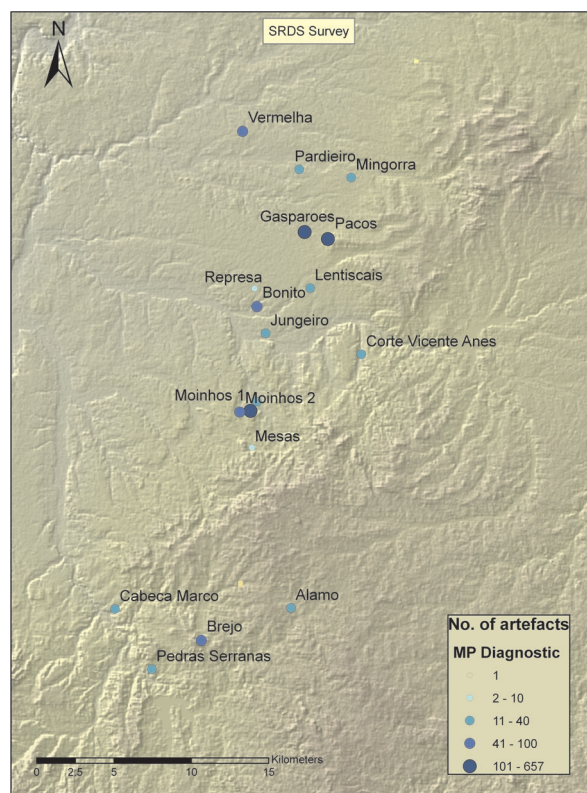 SRDS Survey
N
Vermelha
Pardieiro
Mingorra
Gasparoes
Pacos
Represa
Lentiscais
Bonito
Jungeiro
Corte Vicente Anes
Moinhos 1
Moinhos 2
Mesas
Cabeca Marco
Alamo
Brejo
Pedras Serranas
No. of artefacts
MP Diagnostic
1
2 - 10
11 - 40
41 - 100
101 - 657
Kilometers
0 2.5 5 10 15